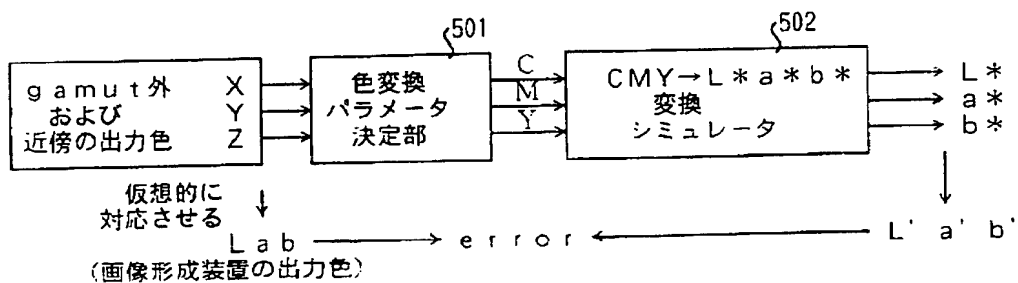 501
502
gamut外
および
近傍の出力色
X
Y
Z
色変換
パラメータ
決定部
C
M
Y
CMY→L*a*b*
変換
シミュレータ
L*
a*
b*
仮想的に
対応させる
Lab
error
L' a' b'
(画像形成装置の出力色)